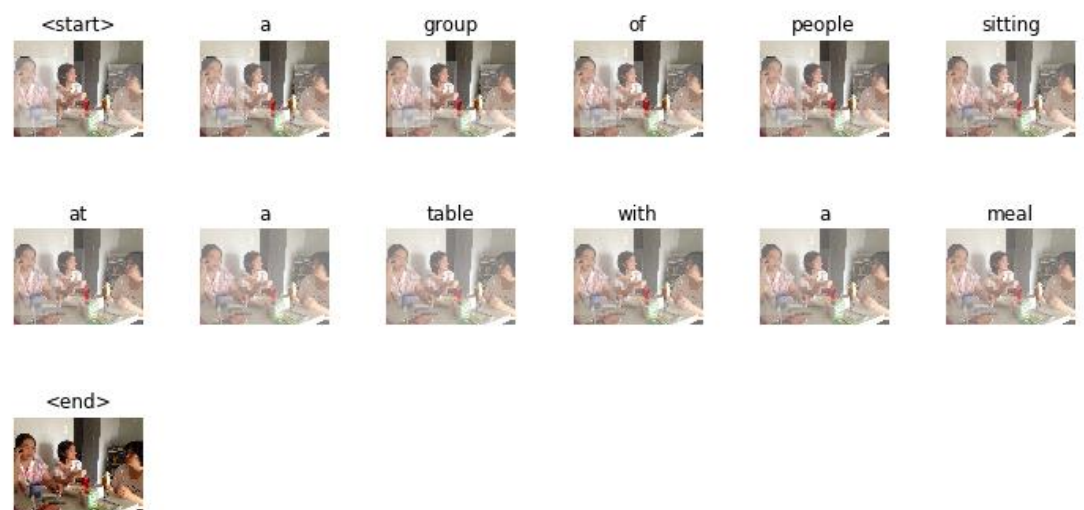 <start> a group of people sitting
at a table with a meal
<end>